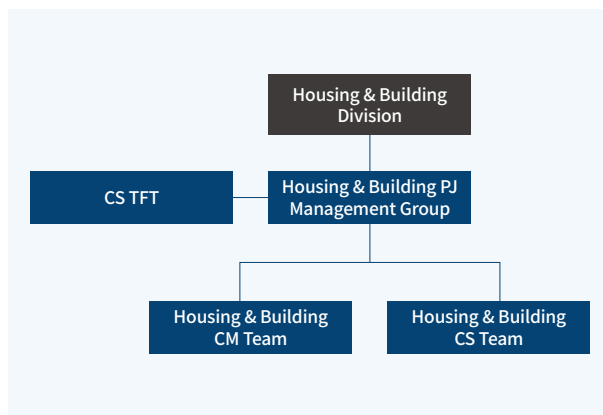 Housing & Building
Division
CS TFT
Housing & Building PJ
Management Group
Housing & Building
CM Team
Housing & Building
CS Team